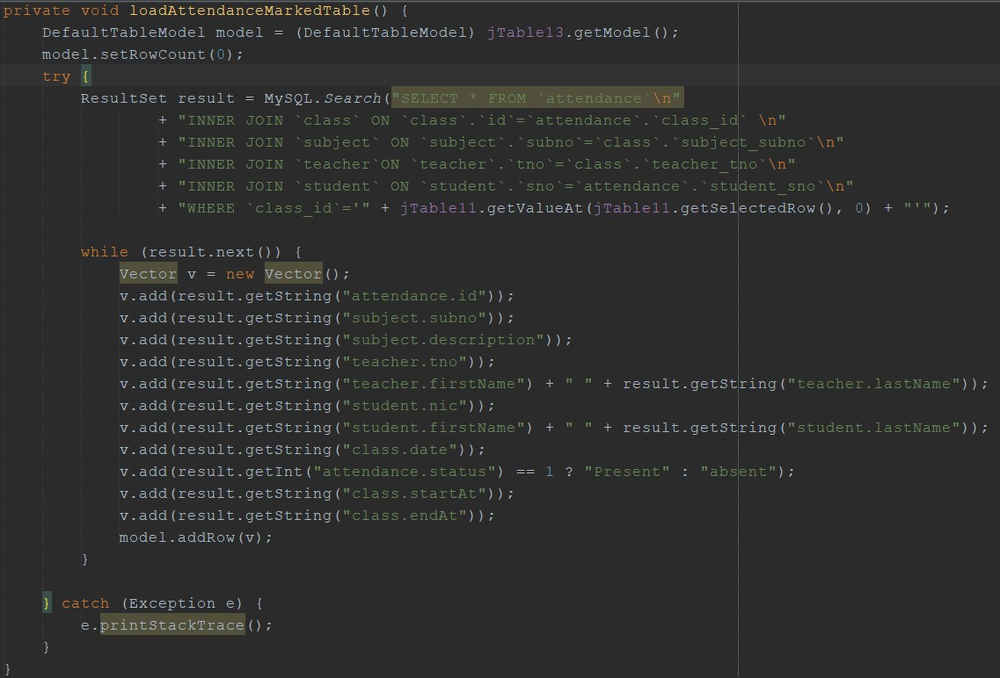 private void loadAttendanceMarkedTable() {
    DefaultTableModel model = (DefaultTableModel) jTable13.getModel();
    model.setRowCount(0);
    try {
        ResultSet result = MySQL.Search("SELECT * FROM `attendance`\n"
                + "INNER JOIN `class` ON `class`.`id`=`attendance`.`class_id` \n"
                + "INNER JOIN `subject` ON `subject`.`subno`=`class`.`subject_subno`\n"
                + "INNER JOIN `teacher`ON `teacher`.`tno`=`class`.`teacher_tno`\n"
                + "INNER JOIN `student` ON `student`.`sno`=`attendance`.`student_sno`\n"
                + "WHERE `class_id`='" + jTable11.getValueAt(jTable11.getSelectedRow(), 0) + "'");

        while (result.next()) {
            Vector v = new Vector();
            v.add(result.getString("attendance.id"));
            v.add(result.getString("subject.subno"));
            v.add(result.getString("subject.description"));
            v.add(result.getString("teacher.tno"));
            v.add(result.getString("teacher.firstName") + " " + result.getString("teacher.lastName"));
            v.add(result.getString("student.nic"));
            v.add(result.getString("student.firstName") + " " + result.getString("student.lastName"));
            v.add(result.getString("class.date"));
            v.add(result.getInt("attendance.status") == 1 ? "Present" : "absent");
            v.add(result.getString("class.startAt"));
            v.add(result.getString("class.endAt"));
            model.addRow(v);
        }

    } catch (Exception e) {
        e.printStackTrace();
    }
}